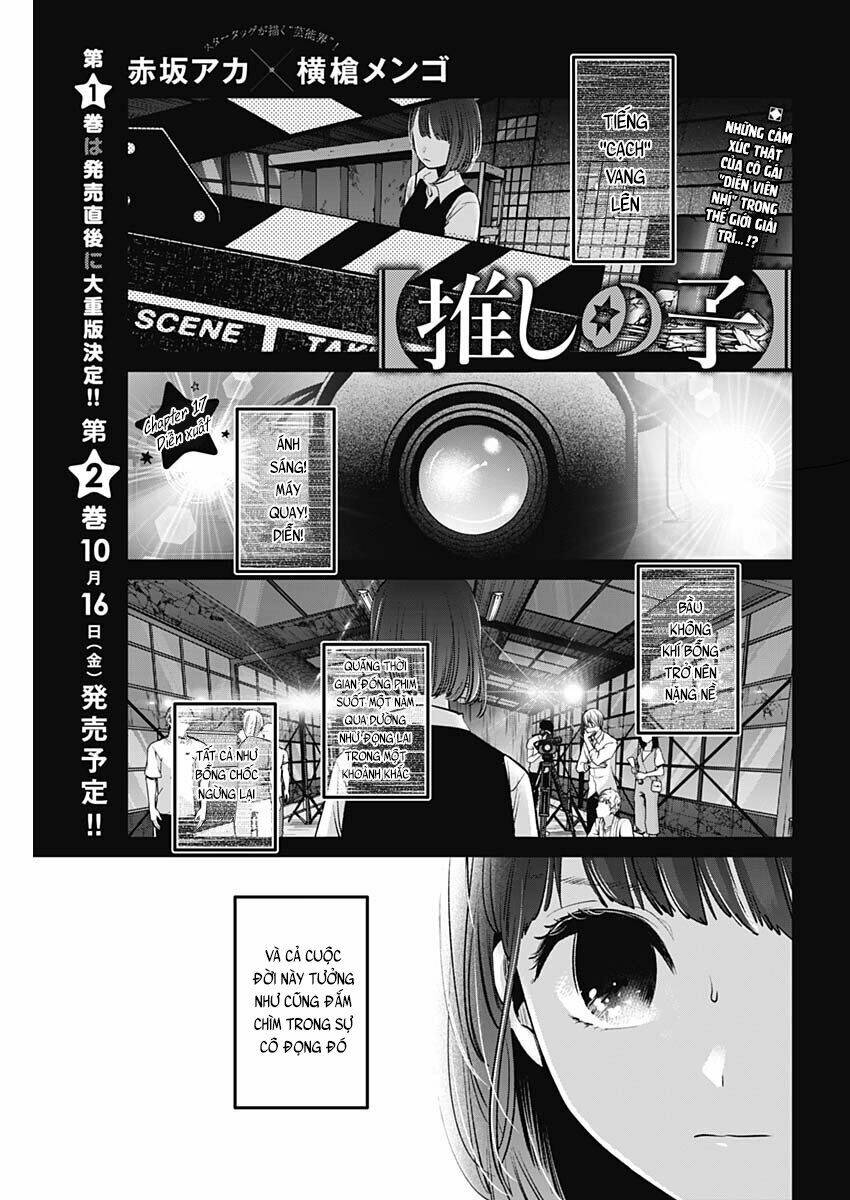 スタータッグが描く“芸能界”!
赤坂アカ×横槍メンゴ
第1巻は発売直後に大重版決定!! 第2巻10月16日(金)発売予定!!
NHỮNG CẢM
XÚC THẬT
CỦA CÔ GÁI
"DIỄN VIÊN
NHÍ" TRONG
THẾ GIỚI GIẢI
TRÍ... !?
TIẾNG
"CẠCH"
VANG
LÊN
SCENE
TAKE
【推しの子】
Chapter 17
Diễn xuất
ÁNH
SÁNG!
MÁY
QUAY!
DIỄN!
BẦU
KHÔNG
KHÍ BỖNG
TRỞ NÊN
NẶNG NỀ
QUÃNG THỜI
GIAN ĐÓNG PHIM
SUỐT MỘT NĂM
QUA DƯỜNG
NHƯ ĐỌNG LẠI
TRONG MỘT
KHOẢNH KHẮC
TẤT CẢ NHƯ
BỖNG CHỐC
NGỪNG LẠI
VÀ CẢ CUỘC
ĐỜI NÀY TƯỞNG
NHƯ CŨNG ĐẮM
CHÌM TRONG SỰ
CÔ ĐỌNG ĐÓ